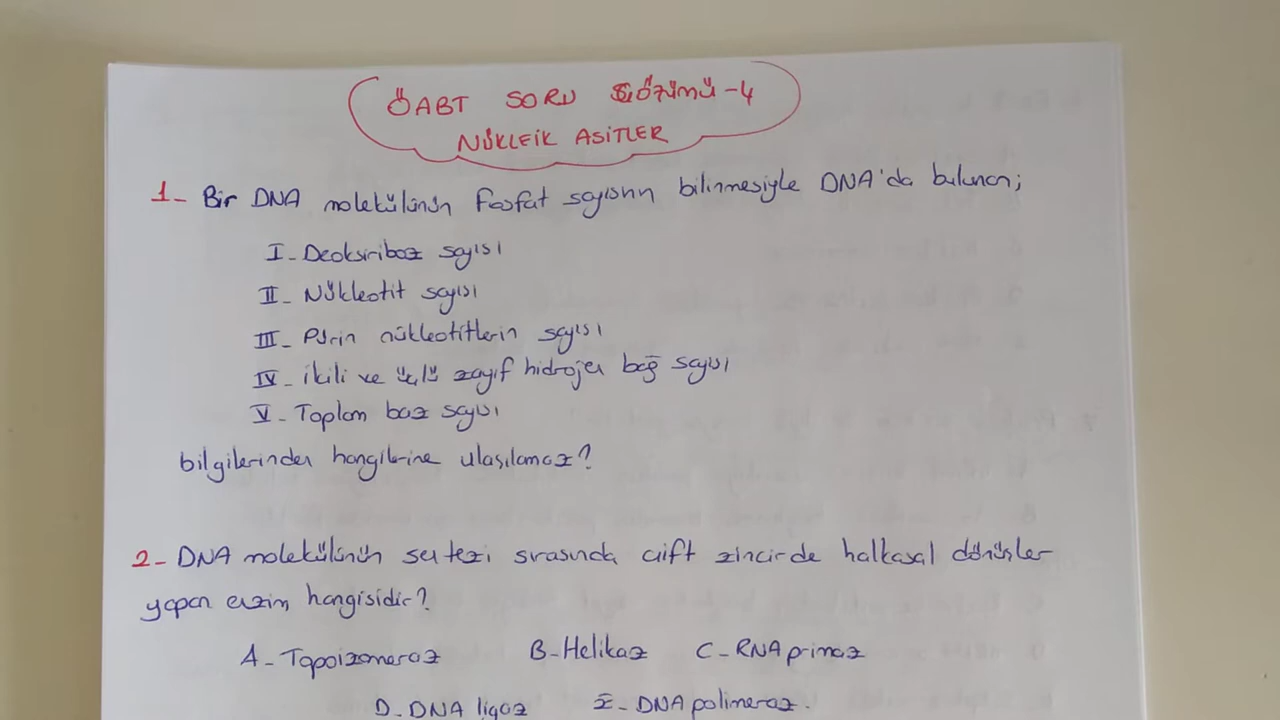 ÖABT SORU ÇÖZÜMÜ-4
NÜKLEİK ASİTLER
1- Bir DNA molekülünün fosfat sayısının bilinmesiyle DNA'da bulunan;
I- Deoksiriboz sayısı
II- Nükleotit sayısı
III- Pürin nükleotitlerin sayısı
IV- İkili ve üçlü zayıf hidrojen bağ sayısı
V- Toplam baz sayısı
bilgilerinden hangilerine ulaşılamaz?
2- DNA molekülünün sentezi sırasında çift zincirde halkasal dönüşler
yapan enzim hangisidir?
A- Topoizomeraz B- Helikaz C- RNA primaz
D- DNA ligaz E- DNA polimeraz.